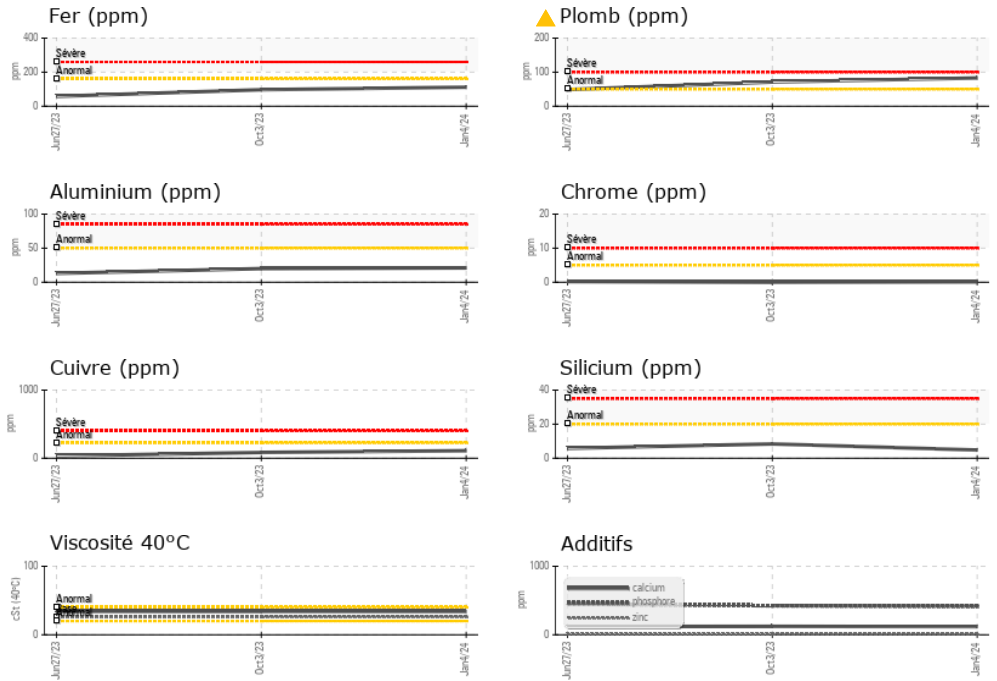 Fer (ppm)
400
200
0
ppm
Sévère
Anormal
Jun27/23
Oct3/23
Jan4/24
Plomb (ppm)
200
100
0
ppm
Sévère
Anormal
Jun27/23
Oct3/23
Jan4/24
Aluminium (ppm)
100
50
0
ppm
Sévère
Anormal
Jun27/23
Oct3/23
Jan4/24
Chrome (ppm)
20
10
0
ppm
Sévère
Anormal
Jun27/23
Oct3/23
Jan4/24
Cuivre (ppm)
1000
0
ppm
Sévère
Anormal
Jun27/23
Oct3/23
Jan4/24
Silicium (ppm)
40
20
0
ppm
Sévère
Anormal
Jun27/23
Oct3/23
Jan4/24
Viscosité 40°C
100
0
cSt (40°C)
Anormal
Anormal
Jun27/23
Oct3/23
Jan4/24
Additifs
1000
0
ppm
calcium
phosphore
zinc
Jun27/23
Oct3/23
Jan4/24